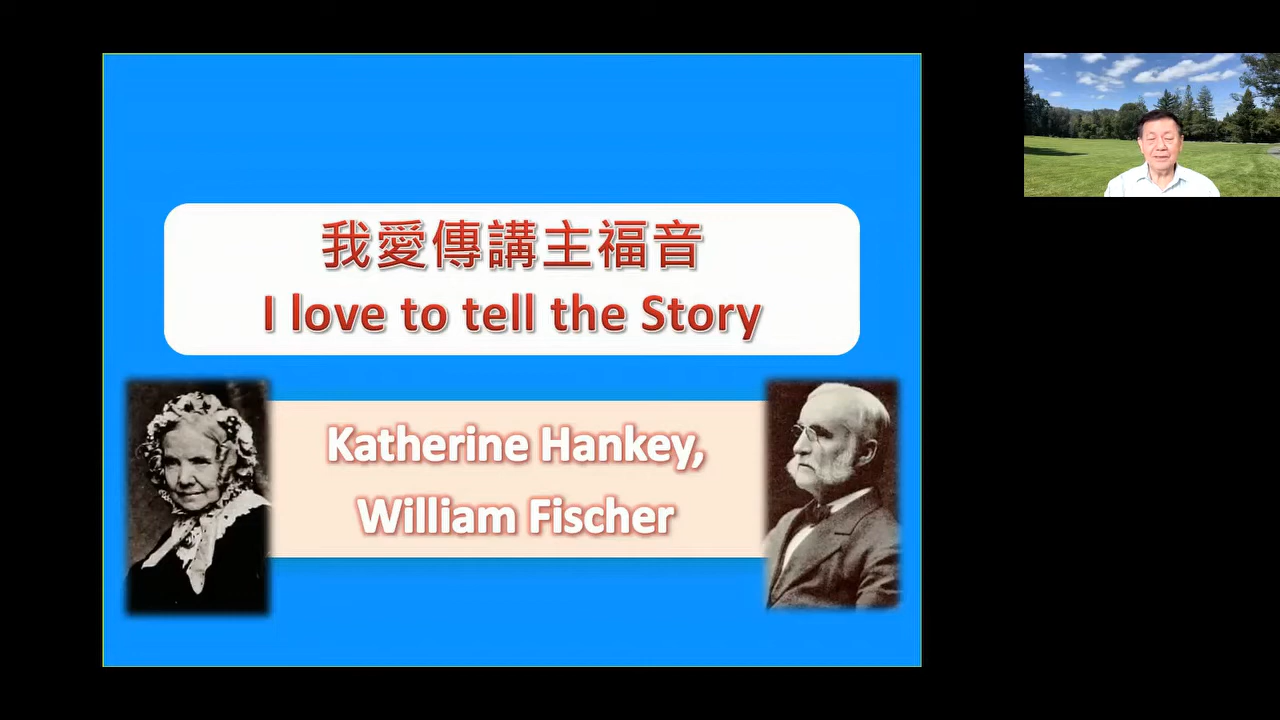 我愛傳講主福音
I love to tell the Story
Katherine Hankey,
William Fischer